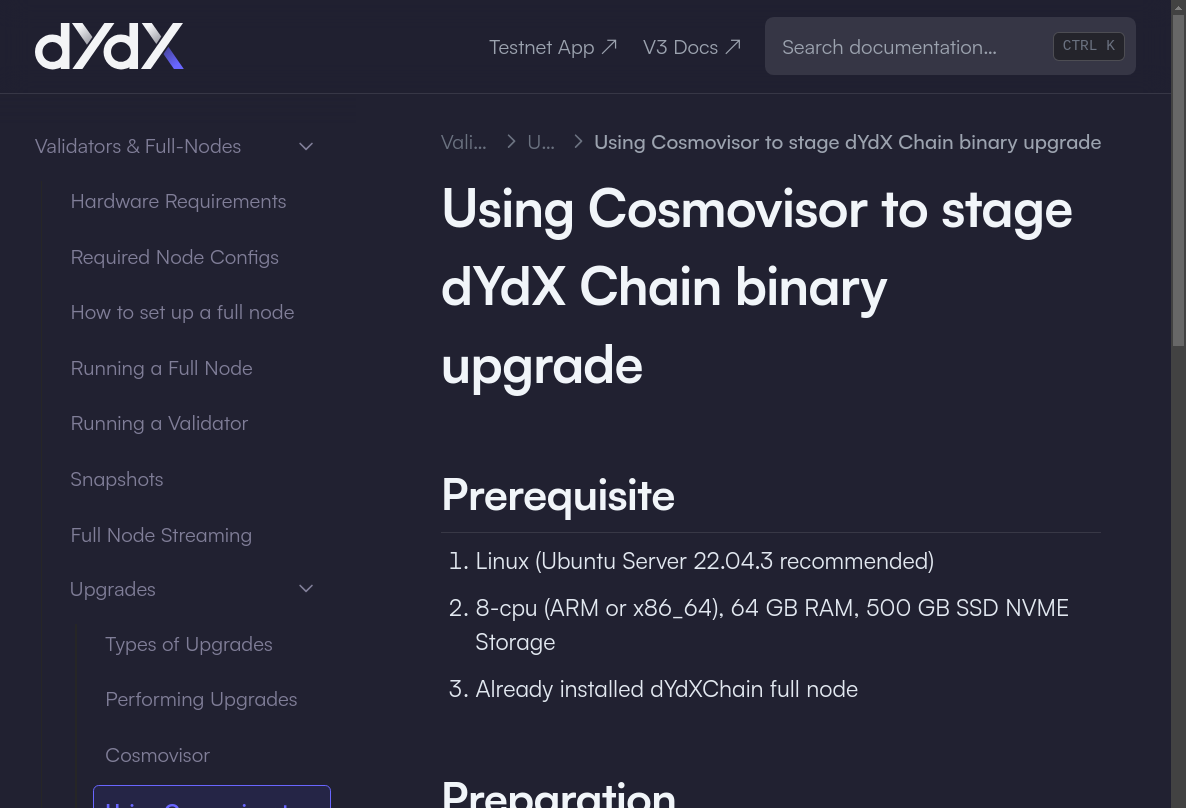 dYdX
Testnet App
V3 Docs
Search documentation…
CTRL K
Validators & Full-Nodes
Hardware Requirements
Required Node Configs
How to set up a full node
Running a Full Node
Running a Validator
Snapshots
Full Node Streaming
Upgrades
Types of Upgrades
Performing Upgrades
Cosmovisor
Vali… > U… > Using Cosmovisor to stage dYdX Chain binary upgrade
Using Cosmovisor to stage
dYdX Chain binary
upgrade
Prerequisite
1. Linux (Ubuntu Server 22.04.3 recommended)
2. 8-cpu (ARM or x86_64), 64 GB RAM, 500 GB SSD NVME
Storage
3. Already installed dYdXChain full node
Preparation